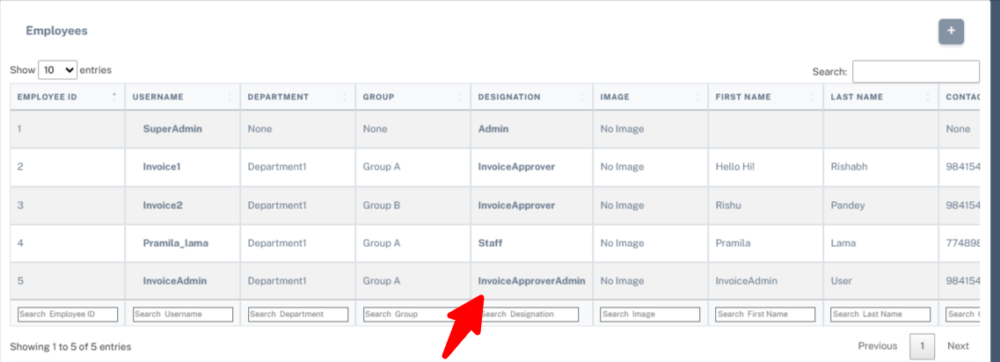 Employees
+
Show 10 entries
Search:
EMPLOYEE ID USERNAME DEPARTMENT GROUP DESIGNATION IMAGE FIRST NAME LAST NAME CONTAC
1 SuperAdmin None None Admin No Image None
2 Invoice1 Department1 Group A InvoiceApprover No Image Hello Hi! Rishabh 984154
3 Invoice2 Department1 Group B InvoiceApprover No Image Rishu Pandey 984154
4 Pramila_lama Department1 Group A Staff No Image Pramila Lama 774898
5 InvoiceAdmin Department1 Group A InvoiceApproverAdmin No Image InvoiceAdmin User 984154
Search Employee ID Search Username Search Department Search Group Search Designation Search Image Search First Name Search Last Name Search
Showing 1 to 5 of 5 entries
Previous 1 Next